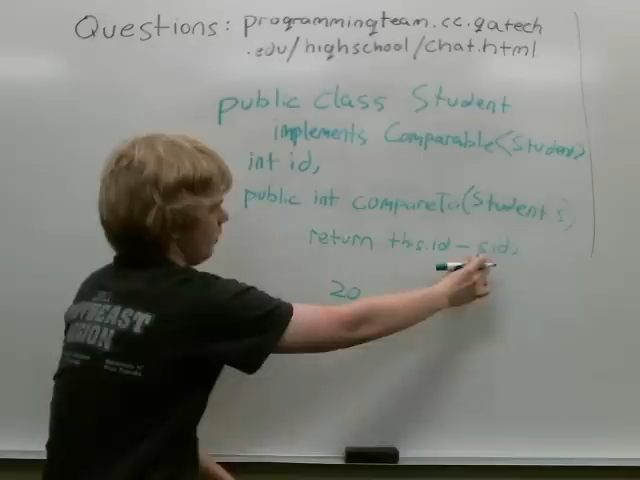 Questions: programmingteam.cc.gatech
.edu/highschool/chat.html
public class Student
implements Comparable<Student>
int id;
public int compareTo(Student s);
return this.id - s.id;
20